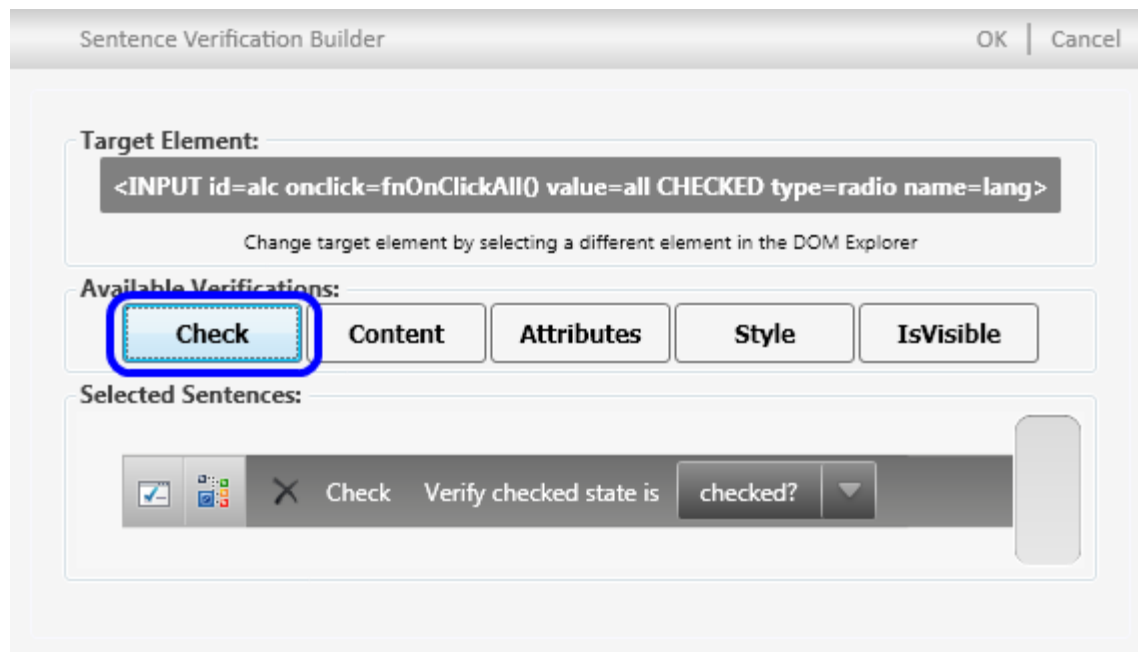 Sentence Verification Builder OK Cancel
Target Element:
<INPUT id=alc onclick=fnOnClickAll() value=all CHECKED type=radio name=lang>
Change target element by selecting a different element in the DOM Explorer
Available Verifications:
Check Content Attributes Style IsVisible
Selected Sentences:
Check Verify checked state is checked?